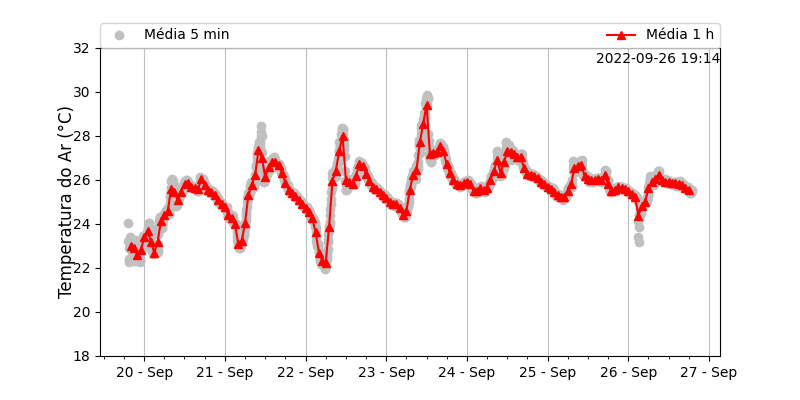 Média 5 min
Média 1 h
2022-09-26 19:14
Temperatura do Ar (°C)
32
30
28
26
24
22
20
18
20 - Sep
21 - Sep
22 - Sep
23 - Sep
24 - Sep
25 - Sep
26 - Sep
27 - Sep